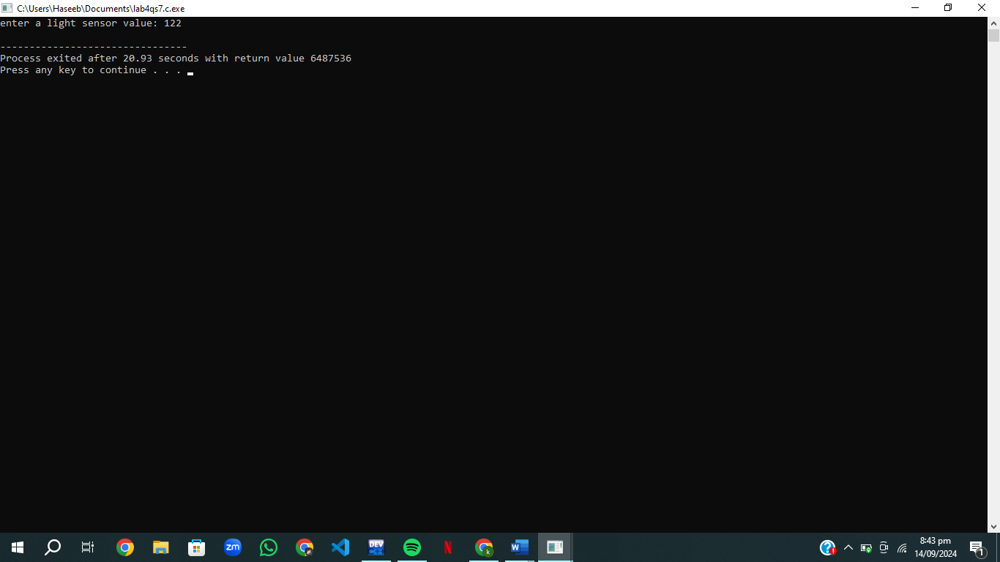 C:\Users\Haseeb\Documents\lab4qs7.c.exe
enter a light sensor value: 122
--------------------------------
Process exited after 20.93 seconds with return value 6487536
Press any key to continue . . .
zm
DEV
C++
N
k
W
8:43 pm
14/09/2024
1